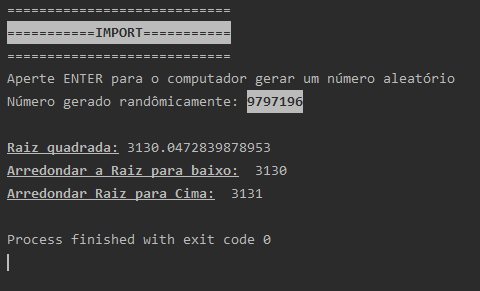 ============================
===========IMPORT===========
============================
Aperte ENTER para o computador gerar um número aleatório
Número gerado randômicamente: 9797196
Raiz quadrada: 3130.0472839878953
Arredondar a Raiz para baixo:  3130
Arredondar Raiz para Cima:  3131
Process finished with exit code 0